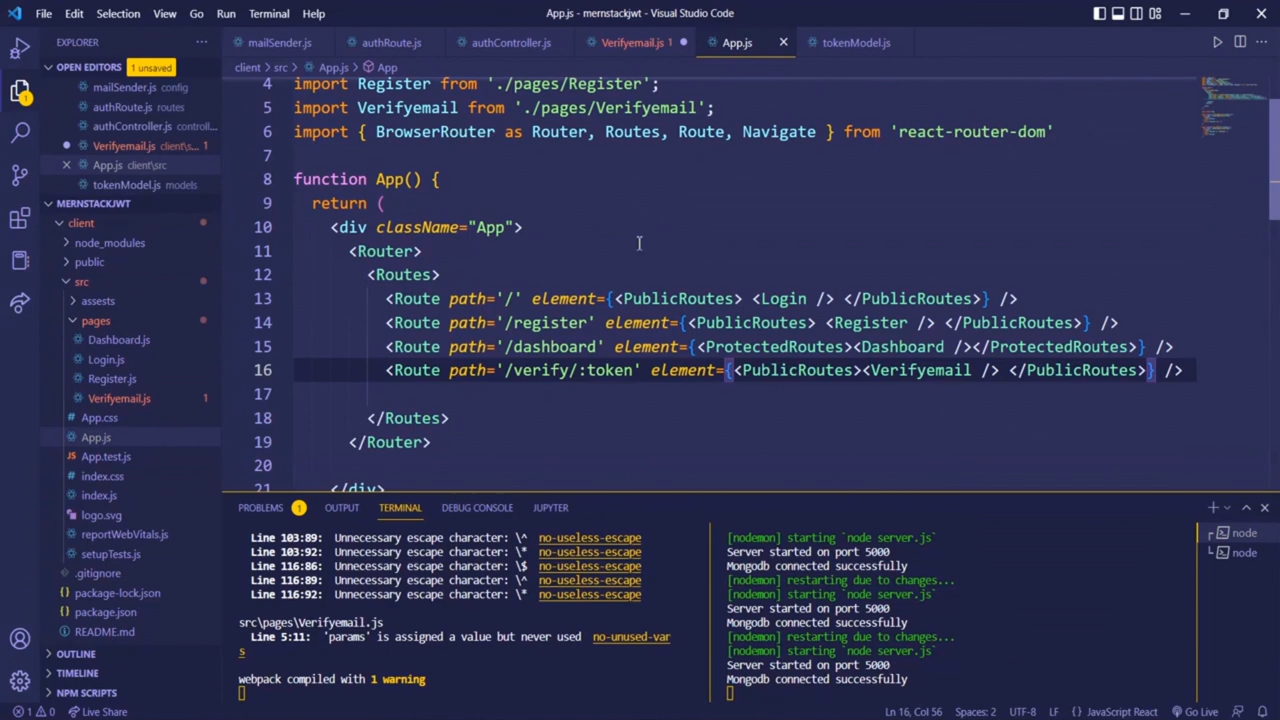 File Edit Selection View Go Run Terminal Help
App.js - mernstackjwt - Visual Studio Code
EXPLORER
OPEN EDITORS 1 unsaved
mailSender.js config
authRoute.js routes
authController.js controll...
Verifyemail.js client\s... 1
App.js client\src
tokenModel.js models
MERNSTACKJWT
client
node_modules
public
src
assests
pages
Dashboard.js
Login.js
Register.js
Verifyemail.js 1
App.css
App.js
App.test.js
index.css
index.js
logo.svg
reportWebVitals.js
setupTests.js
.gitignore
package-lock.json
package.json
README.md
OUTLINE
TIMELINE
NPM SCRIPTS
1
mailSender.js authRoute.js authController.js Verifyemail.js 1 App.js tokenModel.js
client > src > App.js > App
4 import Register from './pages/Register';
5 import Verifyemail from './pages/Verifyemail';
6 import { BrowserRouter as Router, Routes, Route, Navigate } from 'react-router-dom'
7
8 function App() {
9 return (
10 <div className="App">
11 <Router>
12 <Routes>
13 <Route path='/' element={<PublicRoutes> <Login /> </PublicRoutes>} />
14 <Route path='/register' element={<PublicRoutes> <Register /> </PublicRoutes>} />
15 <Route path='/dashboard' element={<ProtectedRoutes><Dashboard /></ProtectedRoutes>} />
16 <Route path='/verify/:token' element={<PublicRoutes><Verifyemail /> </PublicRoutes>} />
17
18 </Routes>
19 </Router>
20
21 </div>
PROBLEMS 1 OUTPUT TERMINAL DEBUG CONSOLE JUPYTER
Line 103:89: Unnecessary escape character: \^ no-useless-escape
Line 103:92: Unnecessary escape character: \* no-useless-escape
Line 116:86: Unnecessary escape character: \$ no-useless-escape
Line 116:89: Unnecessary escape character: \^ no-useless-escape
Line 116:92: Unnecessary escape character: \* no-useless-escape
src\pages\Verifyemail.js
Line 5:11: 'params' is assigned a value but never used no-unused-var
s
webpack compiled with 1 warning
[nodemon] starting `node server.js`
Server started on port 5000
Mongodb connected successfully
[nodemon] restarting due to changes...
[nodemon] starting `node server.js`
Server started on port 5000
Mongodb connected successfully
[nodemon] restarting due to changes...
[nodemon] starting `node server.js`
Server started on port 5000
Mongodb connected successfully
node
node
1 0 Live Share
Ln 16, Col 56 Spaces: 2 UTF-8 LF {} JavaScript React Go Live